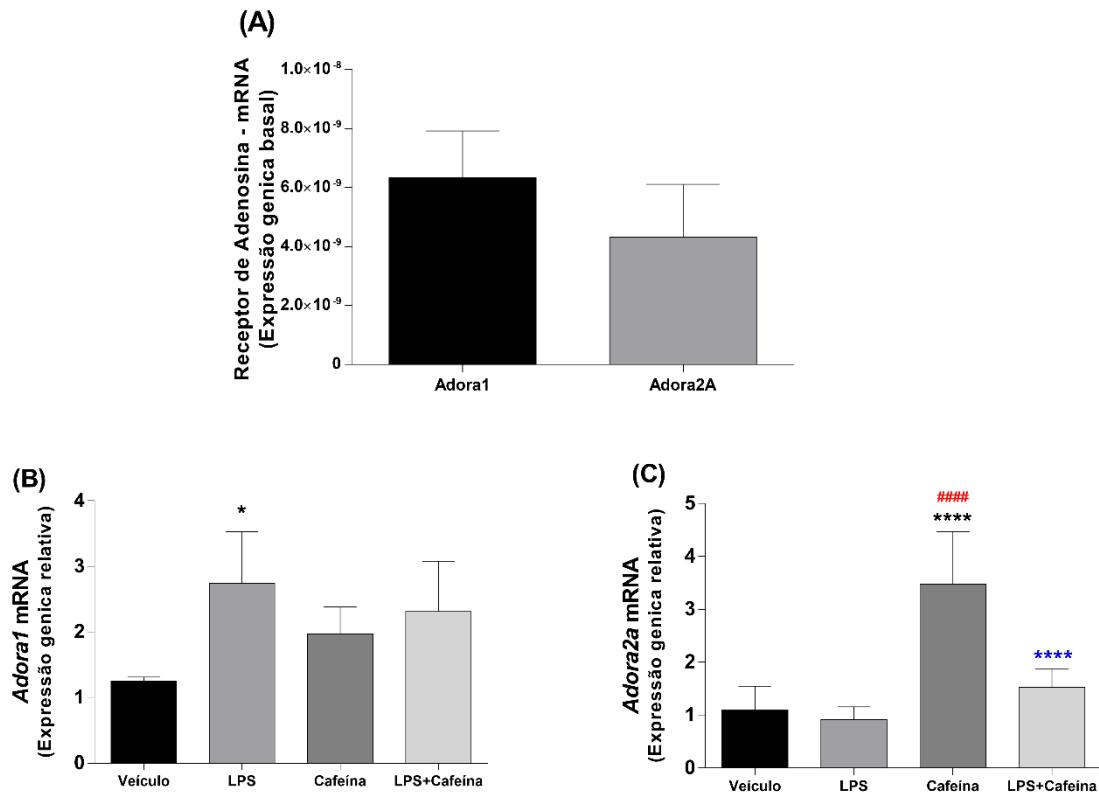 (A)
Receptor de Adenosina - mRNA
(Expressão genica basal)
1.0×10⁻⁸
8.0×10⁻⁹
6.0×10⁻⁹
4.0×10⁻⁹
2.0×10⁻⁹
0
Adora1 Adora2A
(B)
Adora1 mRNA
(Expressão genica relativa)
4
3
2
1
0
*
Veículo LPS Cafeína LPS+Cafeína
(C)
Adora2a mRNA
(Expressão genica relativa)
5
4
3
2
1
0
####
****
****
Veículo LPS Cafeína LPS+Cafeína